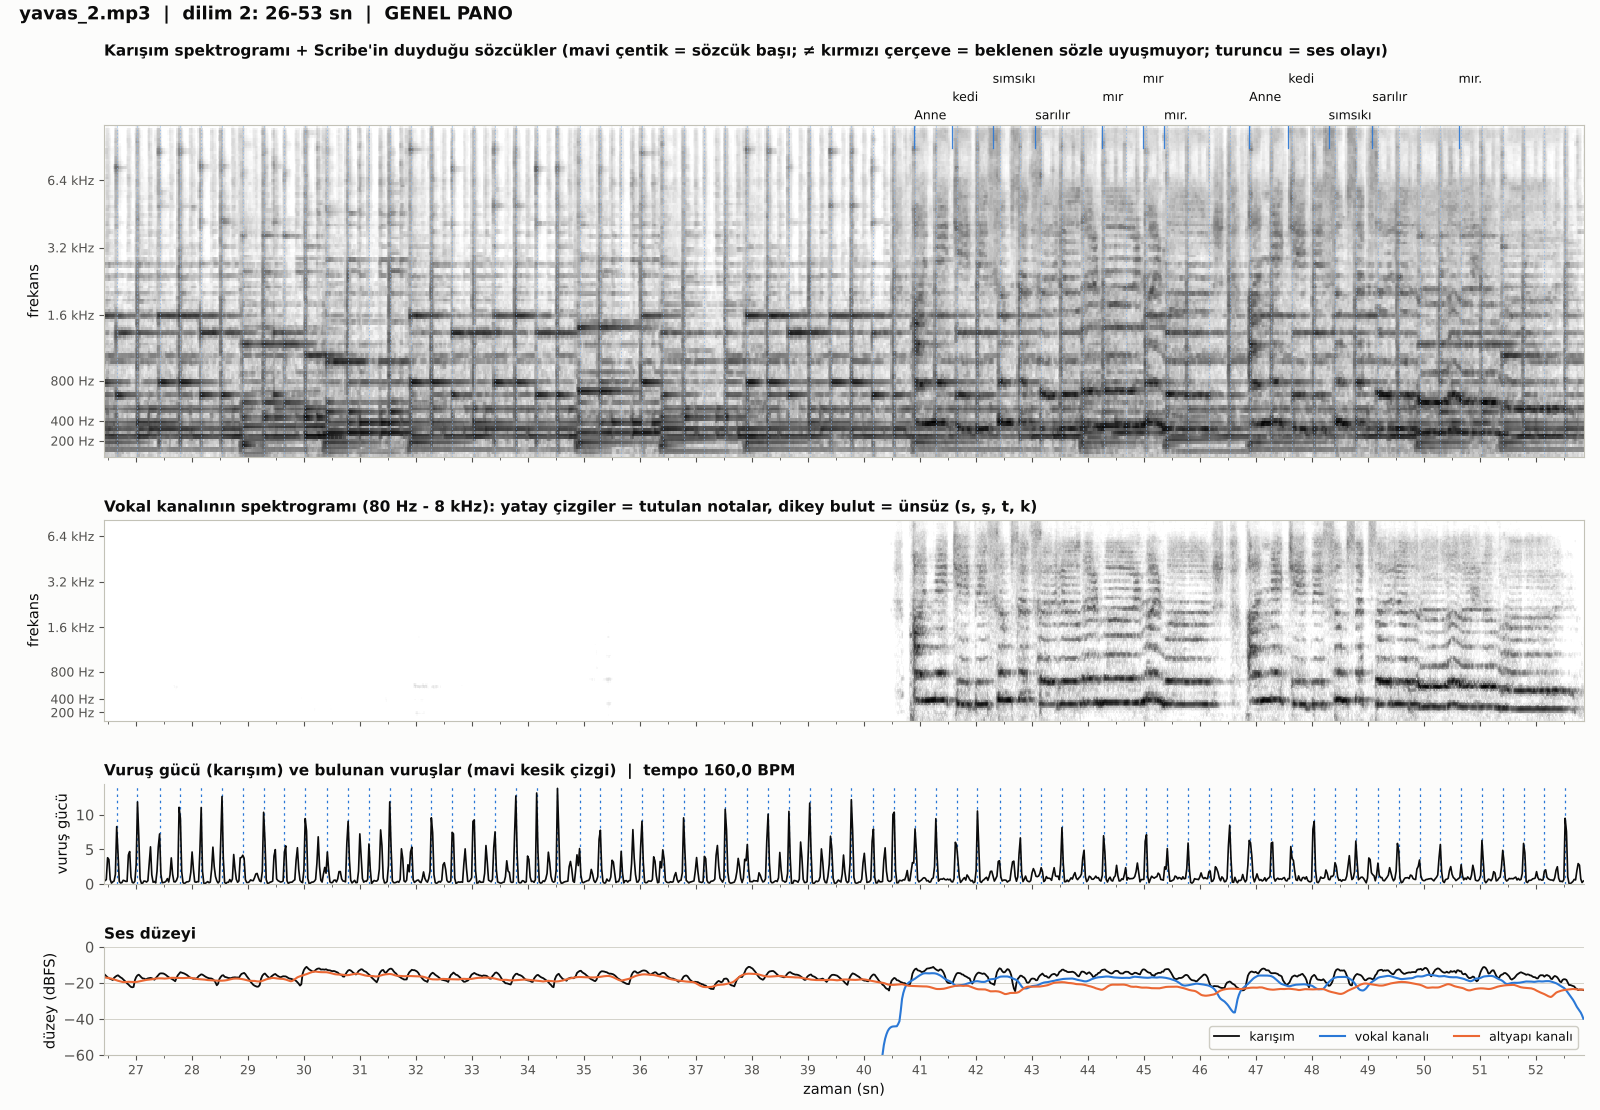 yavas_2.mp3 | dilim 2: 26-53 sn | GENEL PANO
Karışım spektrogramı + Scribe'in duyduğu sözcükler (mavi çentik = sözcük başı; ≠ kırmızı çerçeve = beklenen sözle uyuşmuyor; turuncu = ses olayı)
sımsıkı mır kedi mır.
kedi mır Anne sarılır
Anne sarılır mır. sımsıkı
frekans
6.4 kHz
3.2 kHz
1.6 kHz
800 Hz
400 Hz
200 Hz
Vokal kanalının spektrogramı (80 Hz - 8 kHz): yatay çizgiler = tutulan notalar, dikey bulut = ünsüz (s, ş, t, k)
frekans
6.4 kHz
3.2 kHz
1.6 kHz
800 Hz
400 Hz
200 Hz
Vuruş gücü (karışım) ve bulunan vuruşlar (mavi kesik çizgi) | tempo 160,0 BPM
vuruş gücü
10
5
0
Ses düzeyi
düzey (dBFS)
0
−20
−40
−60
karışım vokal kanalı altyapı kanalı
27 28 29 30 31 32 33 34 35 36 37 38 39 40 41 42 43 44 45 46 47 48 49 50 51 52
zaman (sn)